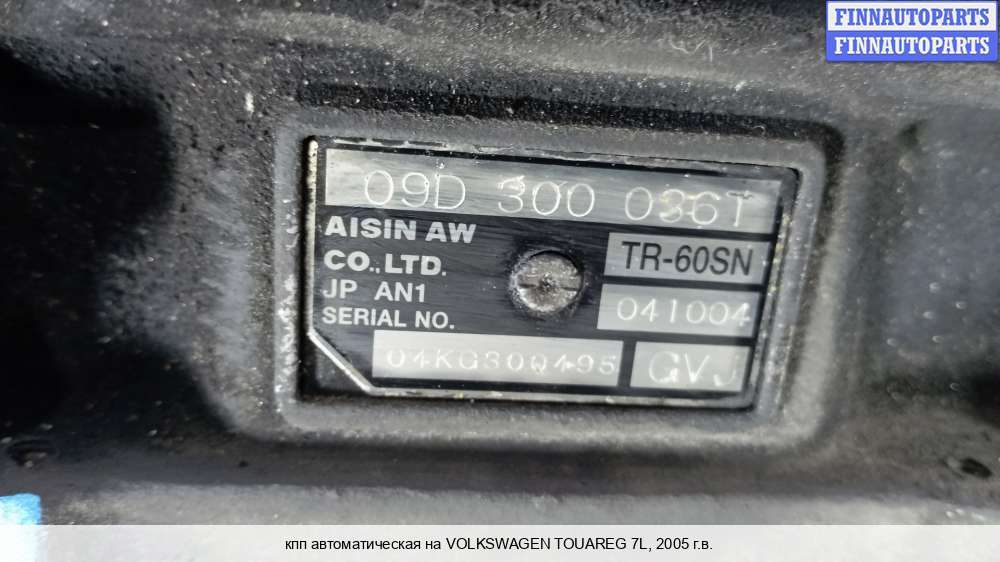 FINNAUTOPARTS
FINNAUTOPARTS
09D 300 036T
AISIN AW
CO.,LTD.
TR-60SN
JP AN1
041004
SERIAL NO.
04KG30Q495
GVJ
кпп автоматическая на VOLKSWAGEN TOUAREG 7L, 2005 г.в.